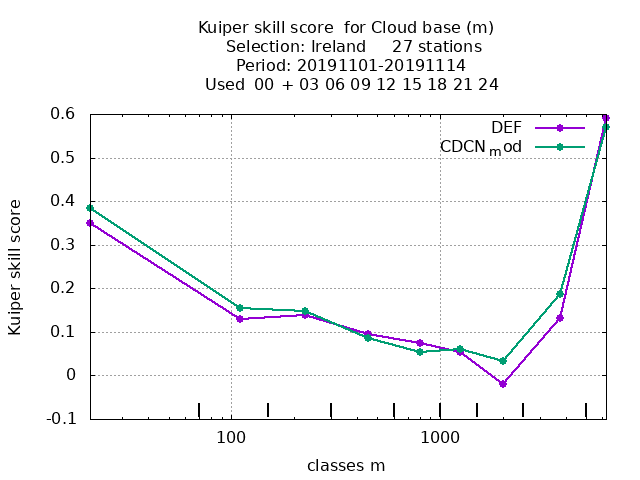 Kuiper skill score  for Cloud base (m)
Selection: Ireland     27 stations
Period: 20191101-20191114
Used  00 + 03 06 09 12 15 18 21 24
DEF
CDCN_mod
0.6
0.5
0.4
0.3
0.2
0.1
0
-0.1
Kuiper skill score
100 1000
classes m